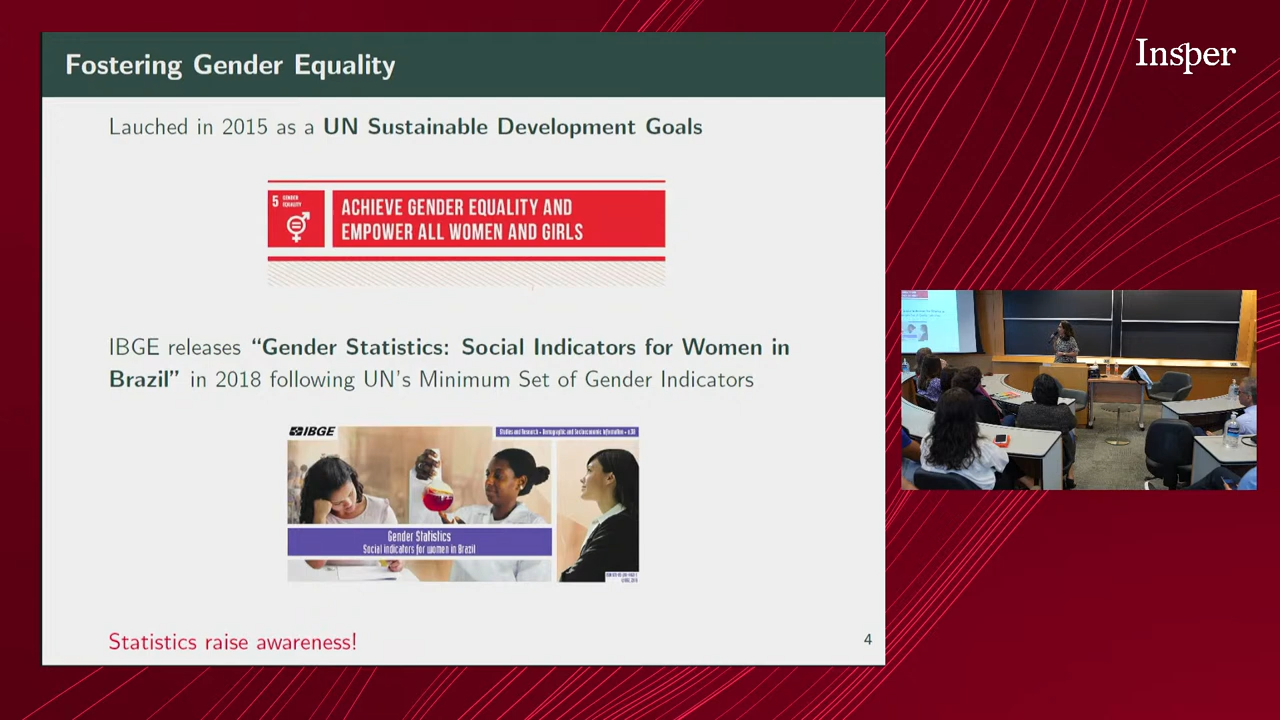 Insper
Fostering Gender Equality
Lauched in 2015 as a UN Sustainable Development Goals
5 GENDER
EQUALITY
ACHIEVE GENDER EQUALITY AND
EMPOWER ALL WOMEN AND GIRLS
IBGE releases “Gender Statistics: Social Indicators for Women in
Brazil” in 2018 following UN's Minimum Set of Gender Indicators
IBGE
Studies and Research • Demographic and Socioeconomic Information • n.38
Gender Statistics
Social indicators for women in Brazil
Statistics raise awareness!
4